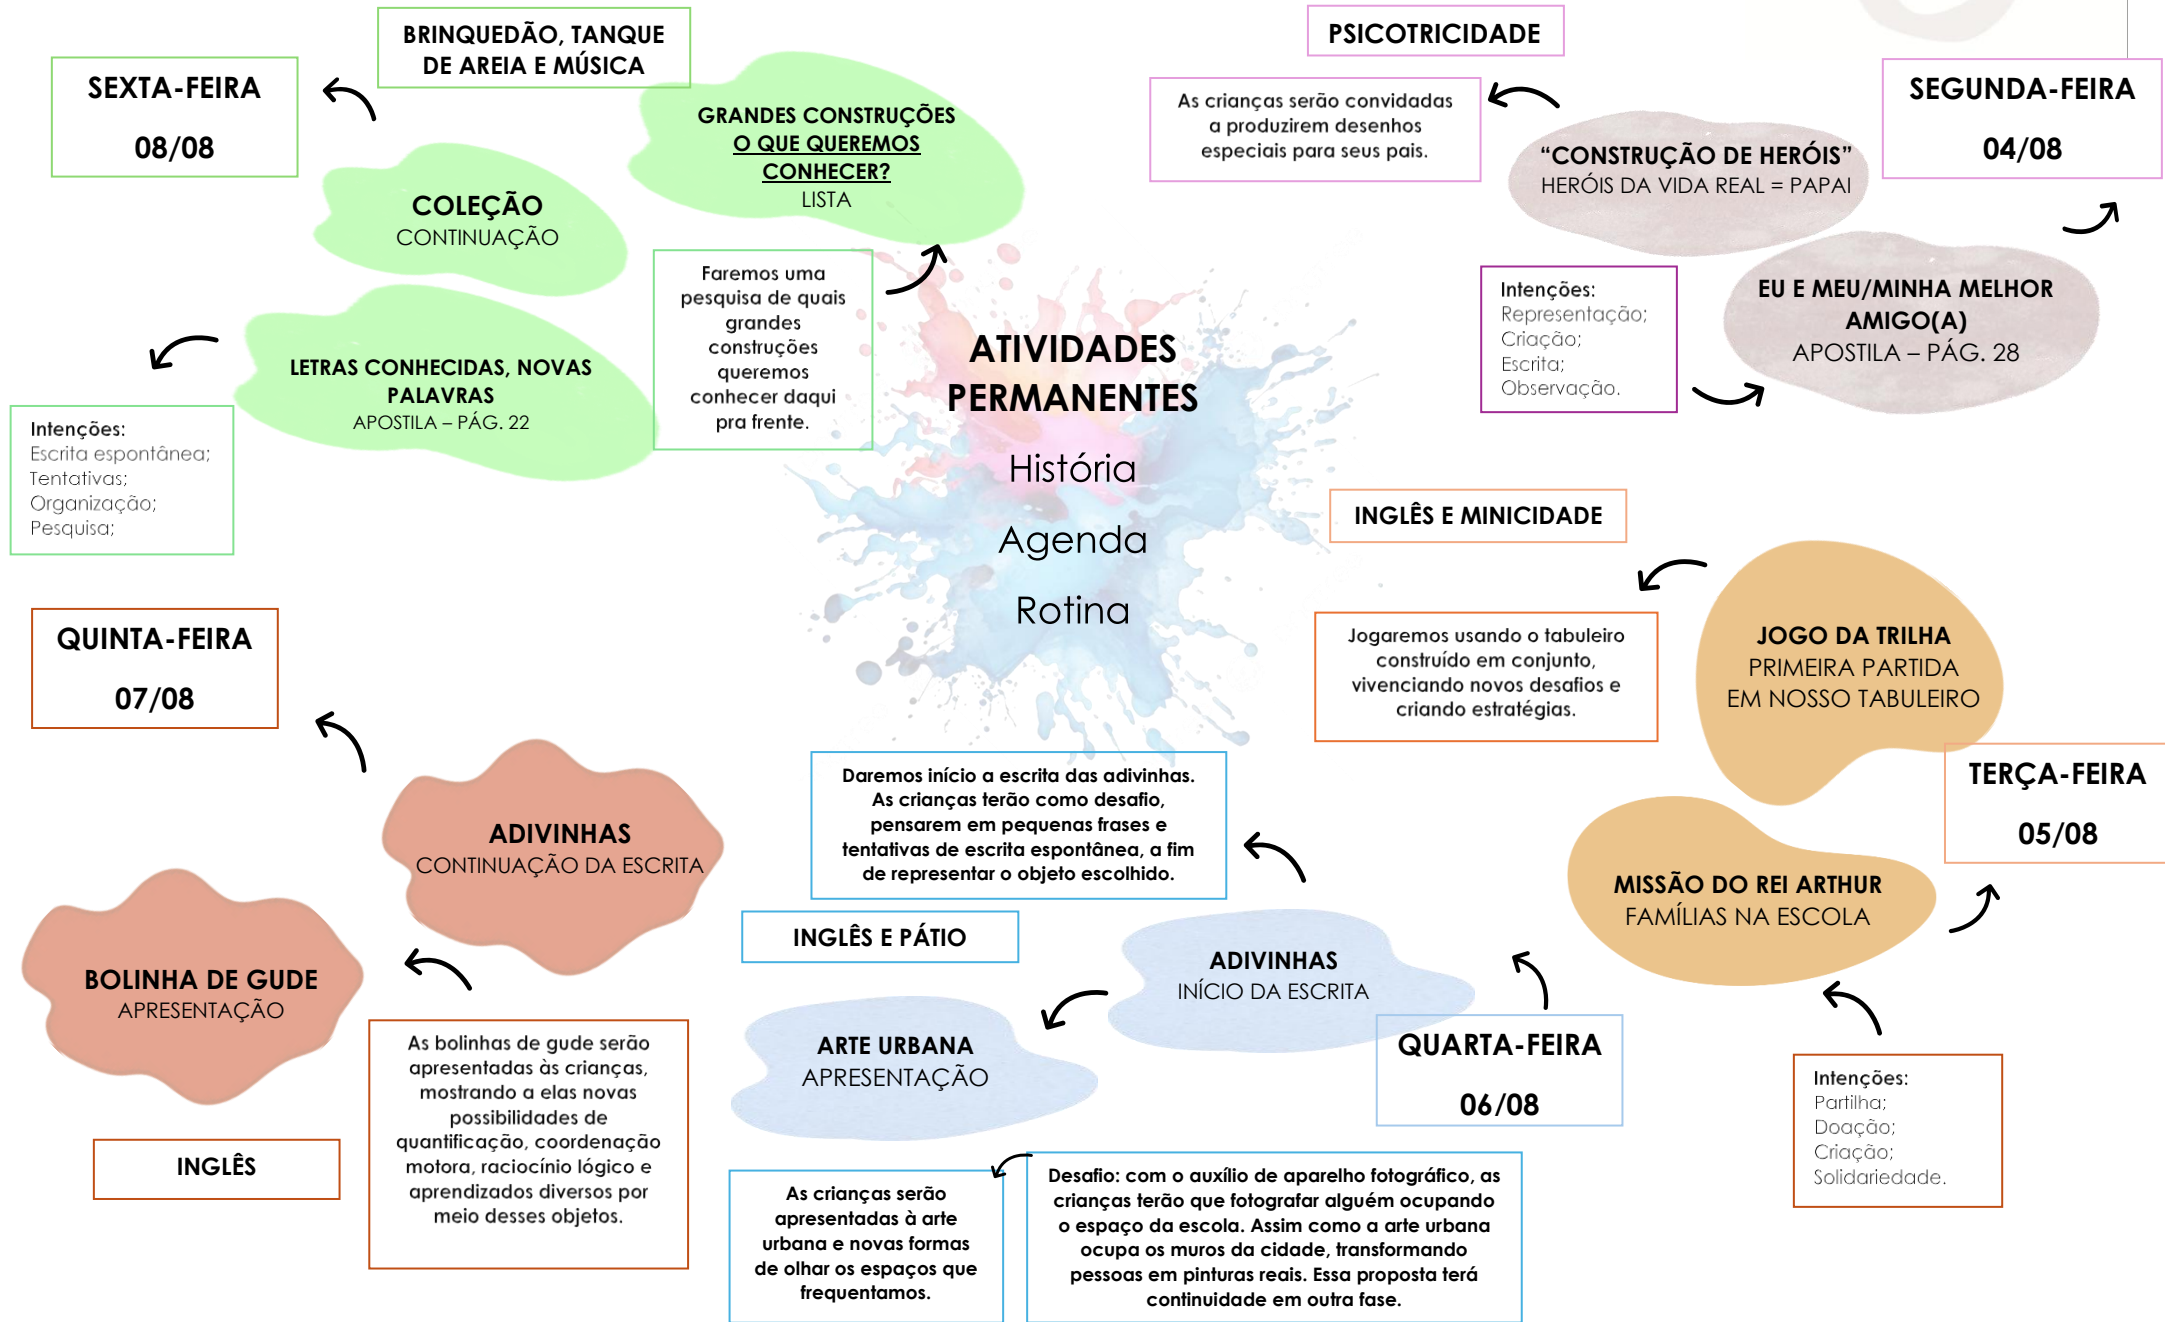 BRINQUEDÃO, TANQUE
DE AREIA E MÚSICA
SEXTA-FEIRA
08/08
GRANDES CONSTRUÇÕES
O QUE QUEREMOS
CONHECER?
LISTA
COLEÇÃO
CONTINUAÇÃO
Faremos uma
pesquisa de quais
grandes
construções
queremos
conhecer daqui
pra frente.
LETRAS CONHECIDAS, NOVAS
PALAVRAS
APOSTILA – PÁG. 22
Intenções:
Escrita espontânea;
Tentativas;
Organização;
Pesquisa;
PSICOTRICIDADE
As crianças serão convidadas
a produzirem desenhos
especiais para seus pais.
SEGUNDA-FEIRA
04/08
“CONSTRUÇÃO DE HERÓIS”
HERÓIS DA VIDA REAL = PAPAI
Intenções:
Representação;
Criação;
Escrita;
Observação.
EU E MEU/MINHA MELHOR
AMIGO(A)
APOSTILA – PÁG. 28
ATIVIDADES
PERMANENTES
História
Agenda
Rotina
INGLÊS E MINICIDADE
Jogaremos usando o tabuleiro
construído em conjunto,
vivenciando novos desafios e
criando estratégias.
JOGO DA TRILHA
PRIMEIRA PARTIDA
EM NOSSO TABULEIRO
TERÇA-FEIRA
05/08
MISSÃO DO REI ARTHUR
FAMÍLIAS NA ESCOLA
Intenções:
Partilha;
Doação;
Criação;
Solidariedade.
QUINTA-FEIRA
07/08
ADIVINHAS
CONTINUAÇÃO DA ESCRITA
BOLINHA DE GUDE
APRESENTAÇÃO
As bolinhas de gude serão
apresentadas às crianças,
mostrando a elas novas
possibilidades de
quantificação, coordenação
motora, raciocínio lógico e
aprendizados diversos por
meio desses objetos.
INGLÊS
Daremos início a escrita das adivinhas.
As crianças terão como desafio,
pensarem em pequenas frases e
tentativas de escrita espontânea, a fim
de representar o objeto escolhido.
INGLÊS E PÁTIO
ADIVINHAS
INÍCIO DA ESCRITA
ARTE URBANA
APRESENTAÇÃO
QUARTA-FEIRA
06/08
As crianças serão
apresentadas à arte
urbana e novas formas
de olhar os espaços que
frequentamos.
Desafio: com o auxílio de aparelho fotográfico, as
crianças terão que fotografar alguém ocupando
o espaço da escola. Assim como a arte urbana
ocupa os muros da cidade, transformando
pessoas em pinturas reais. Essa proposta terá
continuidade em outra fase.